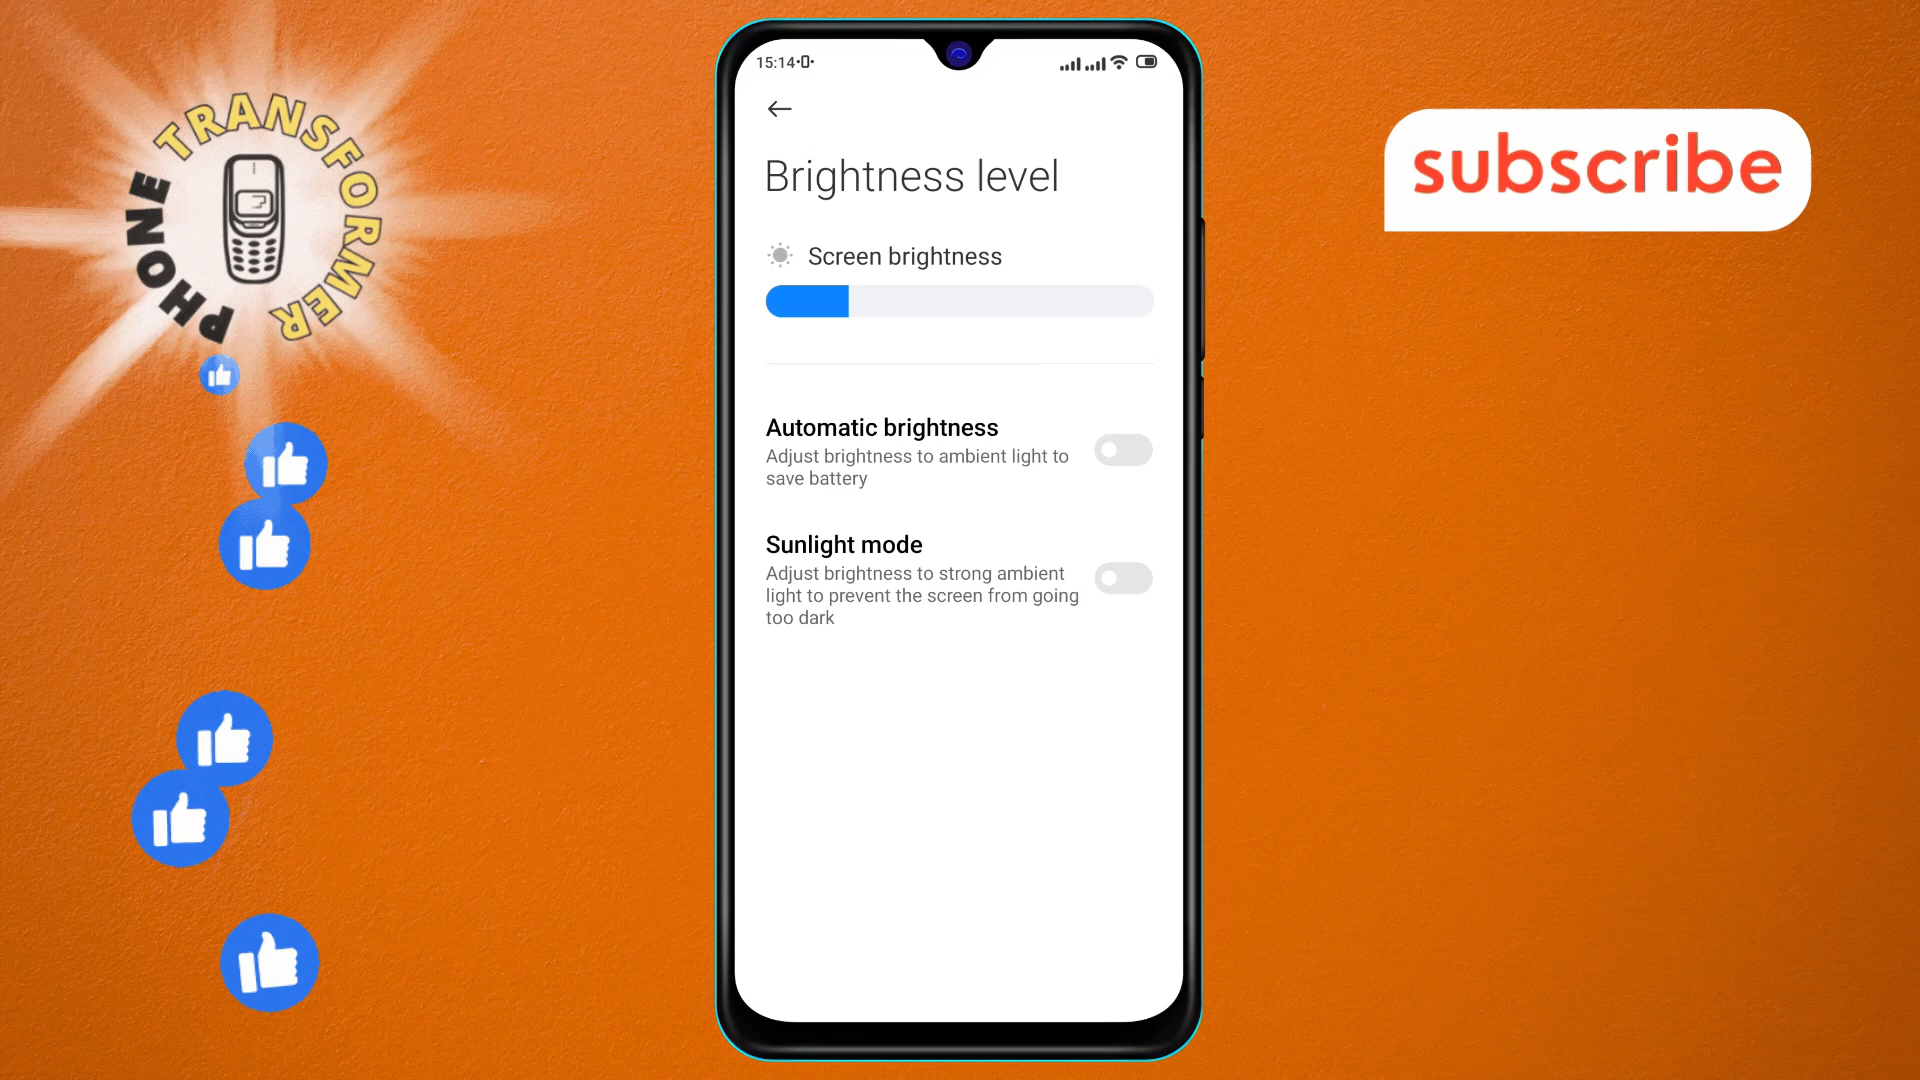 PHONE TRANSFORMER
15:14
Brightness level
Screen brightness
Automatic brightness
Adjust brightness to ambient light to
save battery
Sunlight mode
Adjust brightness to strong ambient
light to prevent the screen from going
too dark
subscribe